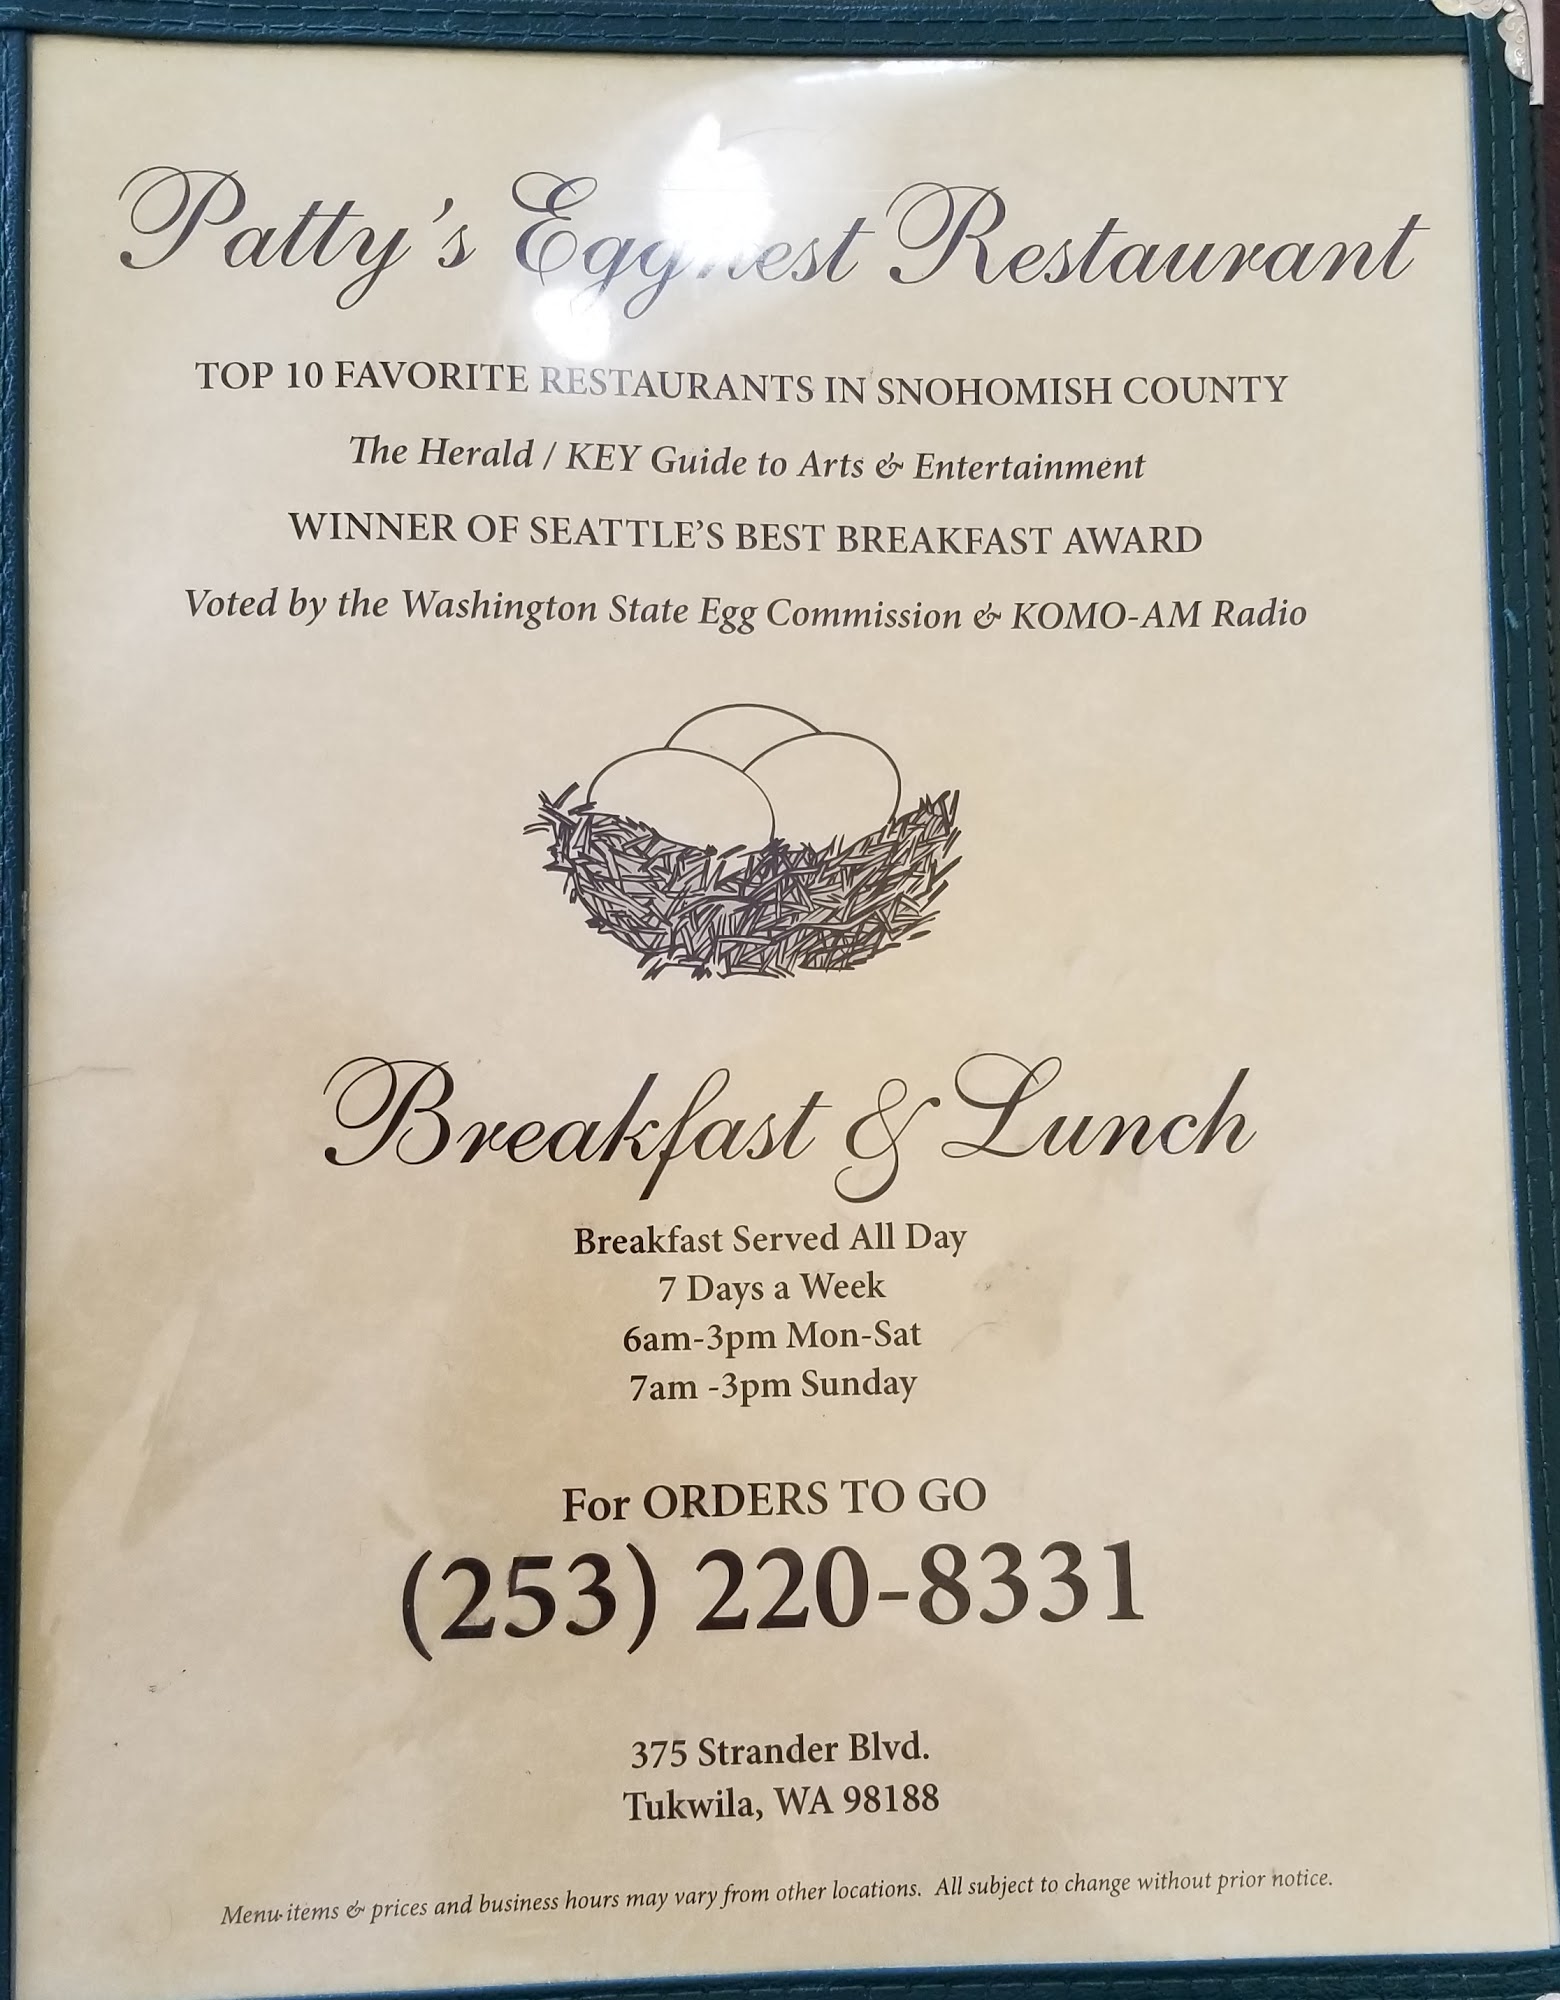 Patty's Eggnest Restaurant
TOP 10 FAVORITE RESTAURANTS IN SNOHOMISH COUNTY
The Herald / KEY Guide to Arts & Entertainment
WINNER OF SEATTLE'S BEST BREAKFAST AWARD
Voted by the Washington State Egg Commission & KOMO-AM Radio
Breakfast & Lunch
Breakfast Served All Day
7 Days a Week
6am-3pm Mon-Sat
7am -3pm Sunday
For ORDERS TO GO
(253) 220-8331
375 Strander Blvd.
Tukwila, WA 98188
Menu items & prices and business hours may vary from other locations. All subject to change without prior notice.